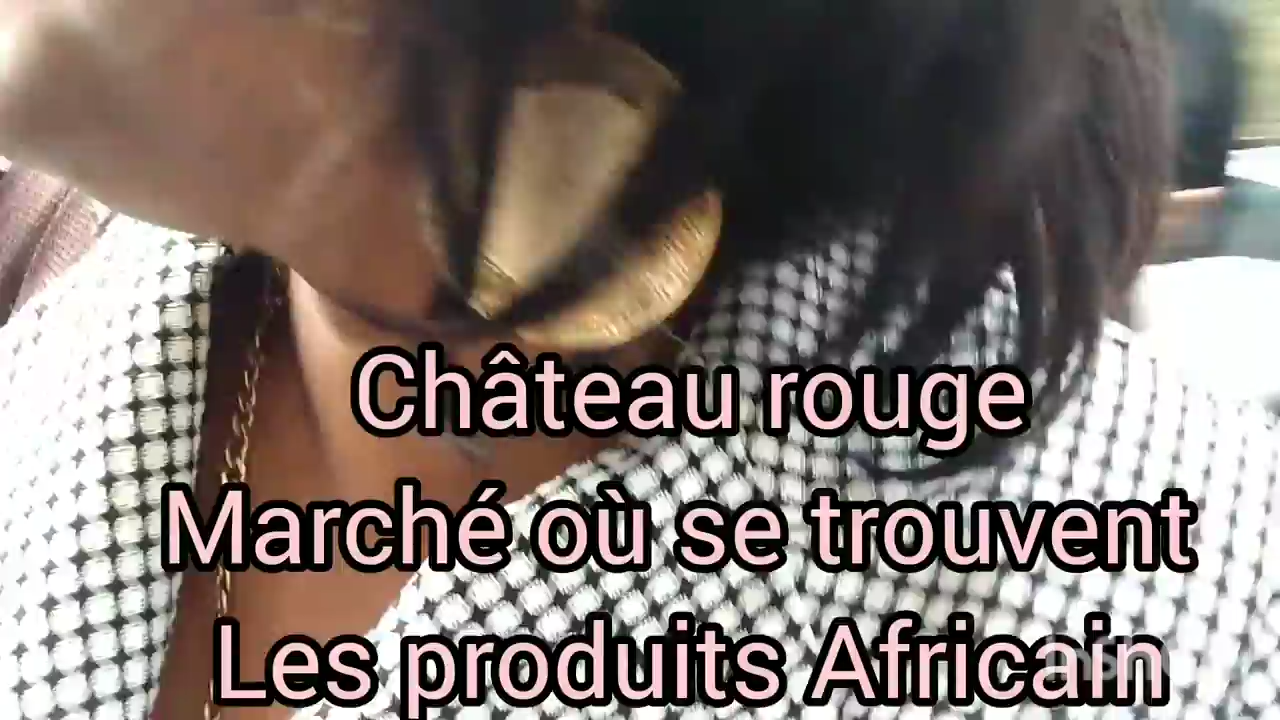 Château rouge
Marché où se trouvent
Les produits Africain